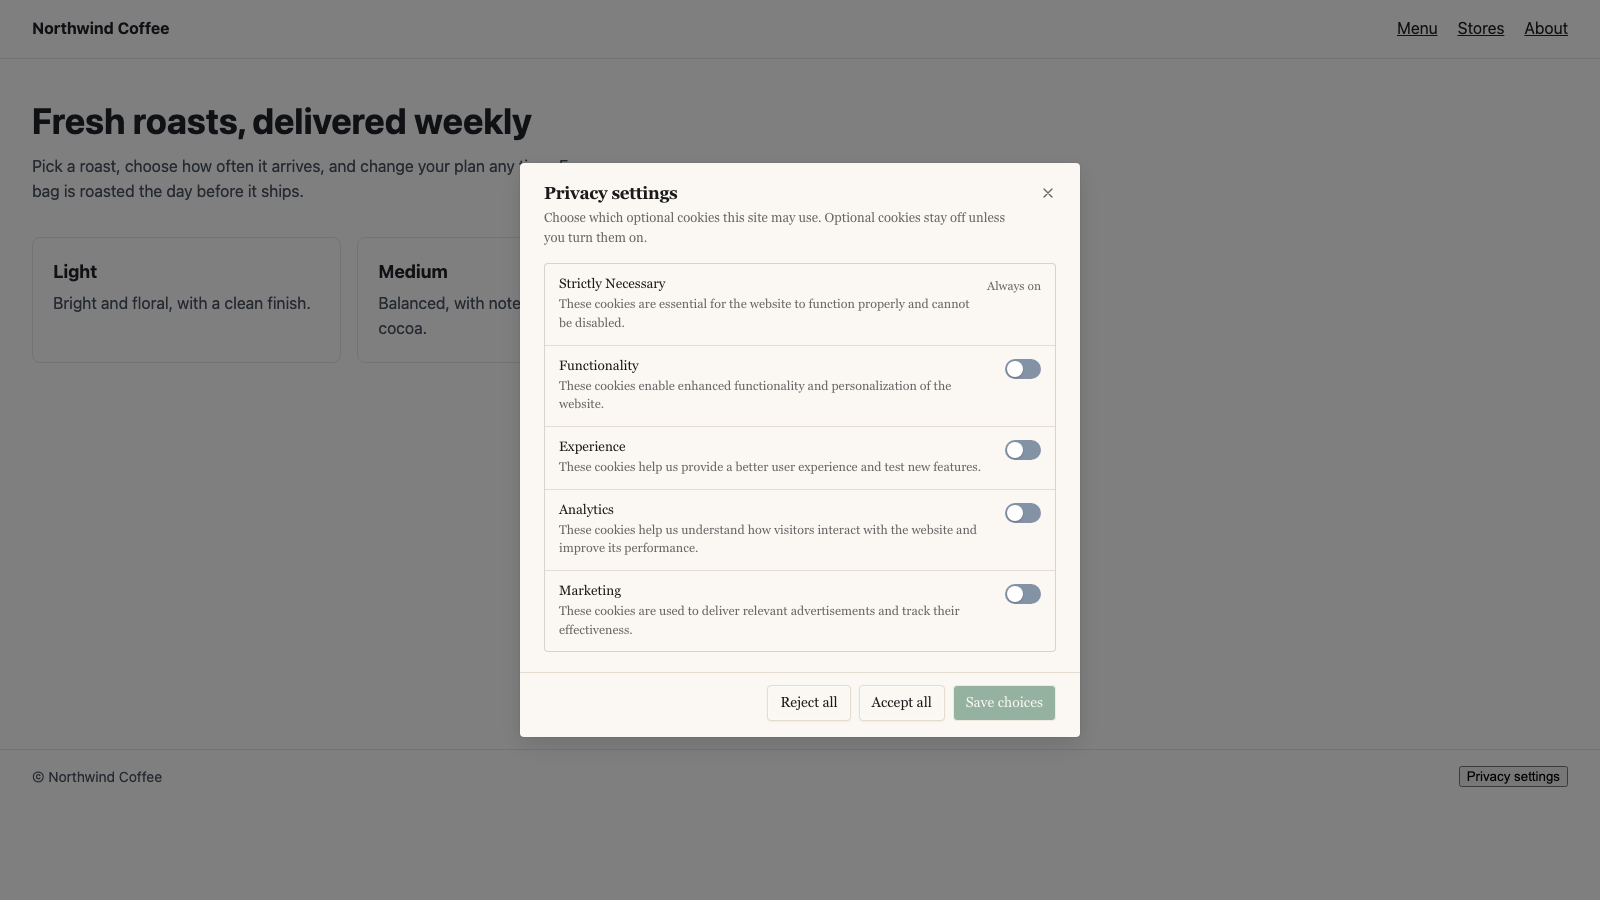 Northwind Coffee
Menu
Stores
About
Fresh roasts, delivered weekly
Pick a roast, choose how often it arrives, and change your plan any
bag is roasted the day before it ships.
Light
Bright and floral, with a clean finish.
Medium
Balanced, with note
cocoa.
Privacy settings
Choose which optional cookies this site may use. Optional cookies stay off unless
you turn them on.
Strictly Necessary
Always on
These cookies are essential for the website to function properly and cannot
be disabled.
Functionality
These cookies enable enhanced functionality and personalization of the
website.
Experience
These cookies help us provide a better user experience and test new features.
Analytics
These cookies help us understand how visitors interact with the website and
improve its performance.
Marketing
These cookies are used to deliver relevant advertisements and track their
effectiveness.
Reject all
Accept all
Save choices
© Northwind Coffee
Privacy settings